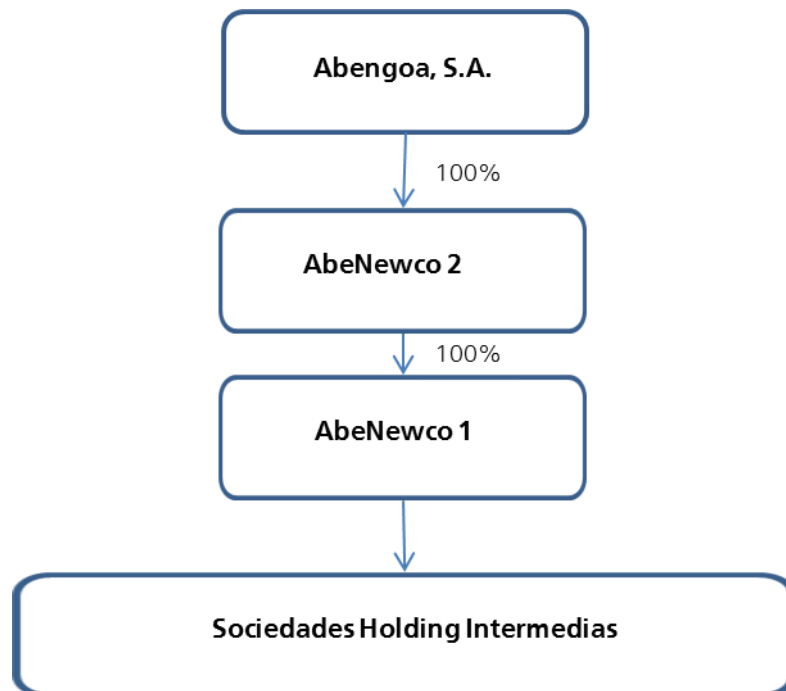 Abengoa, S.A.
100%
AbeNewco 2
100%
AbeNewco 1
Sociedades Holding Intermedias